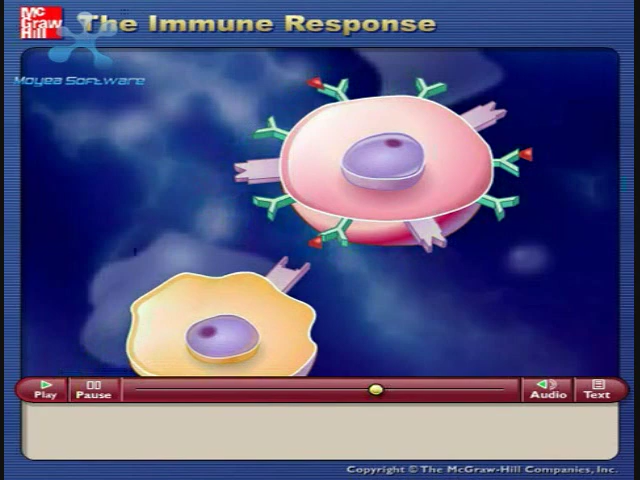 Mc
Graw
Hill
The Immune Response
Moyea Software
Play
Pause
Audio
Text
Copyright © The McGraw-Hill Companies, Inc.